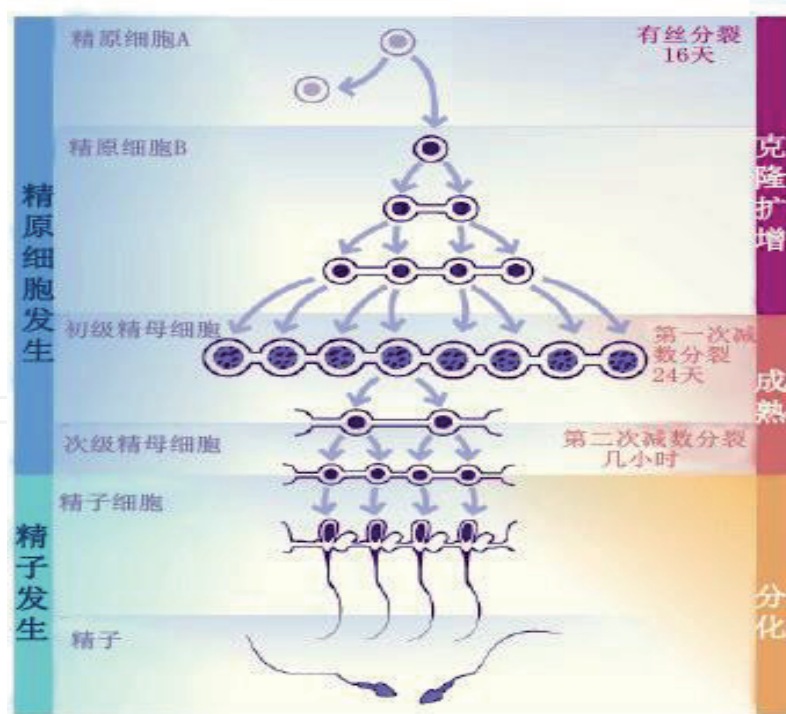 精原细胞A
有丝分裂
16天
精原细胞B
克隆扩增
精原细胞发生
初级精母细胞
第一次减
数分裂
24天
成熟
次级精母细胞
第二次减数分裂
几小时
精子细胞
精子发生
分化
精子